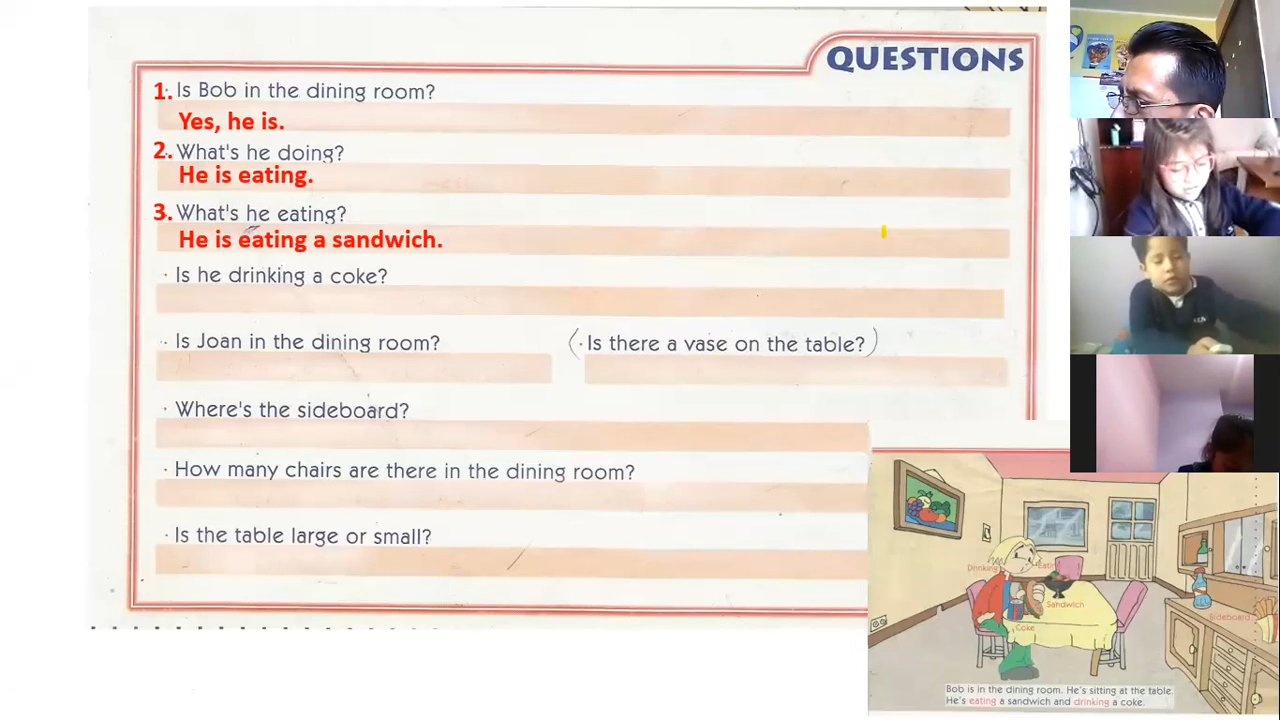 QUESTIONS
1. · Is Bob in the dining room?
Yes, he is.
2. · What's he doing?
He is eating.
3. · What's he eating?
He is eating a sandwich.
· Is he drinking a coke?
· Is Joan in the dining room? (· Is there a vase on the table?)
· Where's the sideboard?
· How many chairs are there in the dining room?
· Is the table large or small?
Drinking
Sandwich
Coke
Sideboard
Bob is in the dining room. He's sitting at the table.
He's eating a sandwich and drinking a coke.